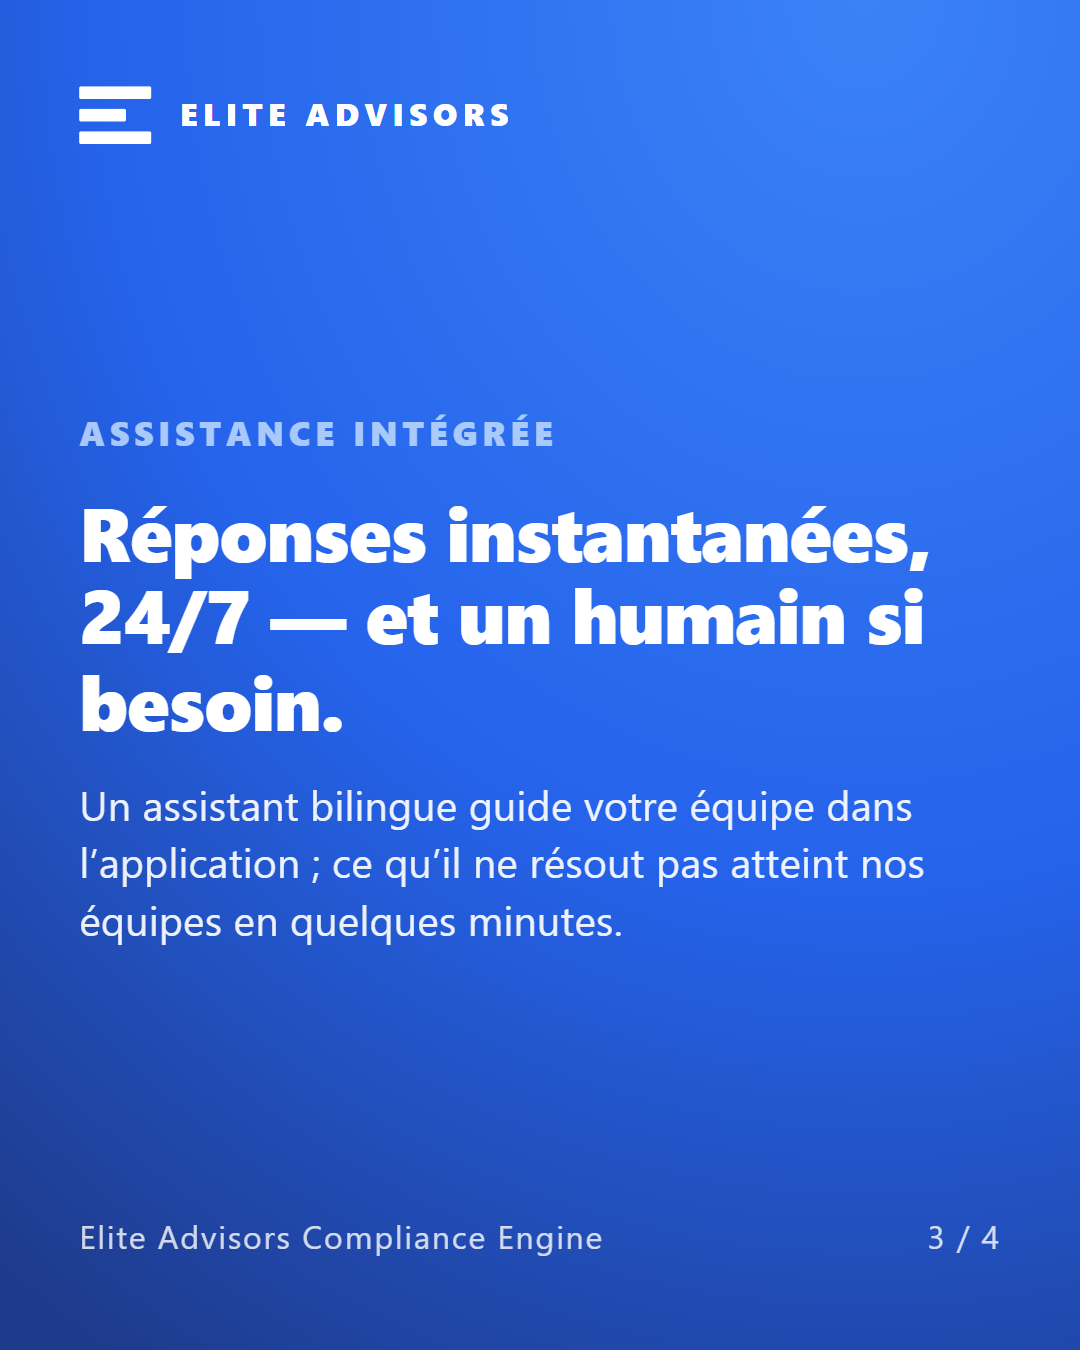 ELITE ADVISORS
ASSISTANCE INTÉGRÉE
Réponses instantanées,
24/7 — et un humain si
besoin.
Un assistant bilingue guide votre équipe dans
l’application ; ce qu’il ne résout pas atteint nos
équipes en quelques minutes.
Elite Advisors Compliance Engine
3 / 4